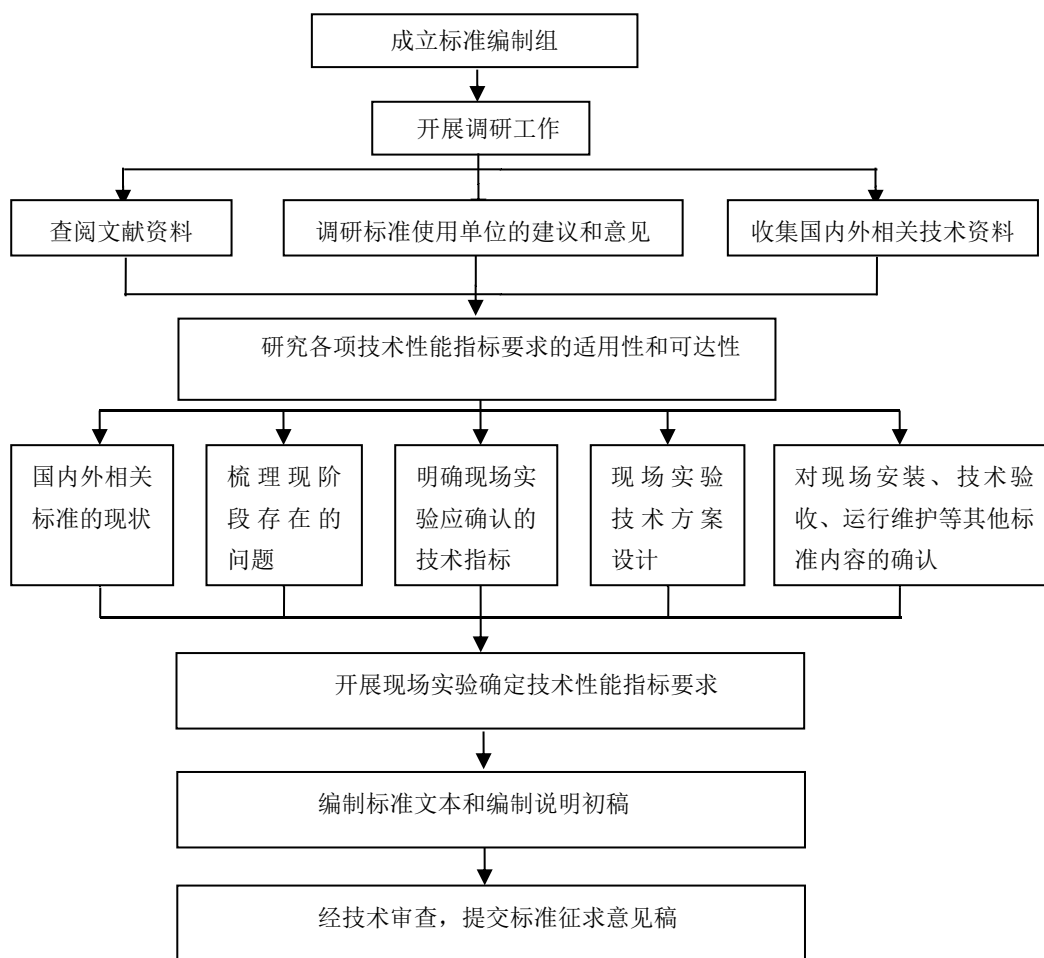 成立标准编制组
开展调研工作
查阅文献资料
调研标准使用单位的建议和意见
收集国内外相关技术资料
研究各项技术性能指标要求的适用性和可达性
国内外相关
标准的现状
梳理现阶
段存在的
问题
明确现场实
验应确认的
技术指标
现场实验
技术方案
设计
对现场安装、技术验
收、运行维护等其他标
准内容的确认
开展现场实验确定技术性能指标要求
编制标准文本和编制说明初稿
经技术审查，提交标准征求意见稿